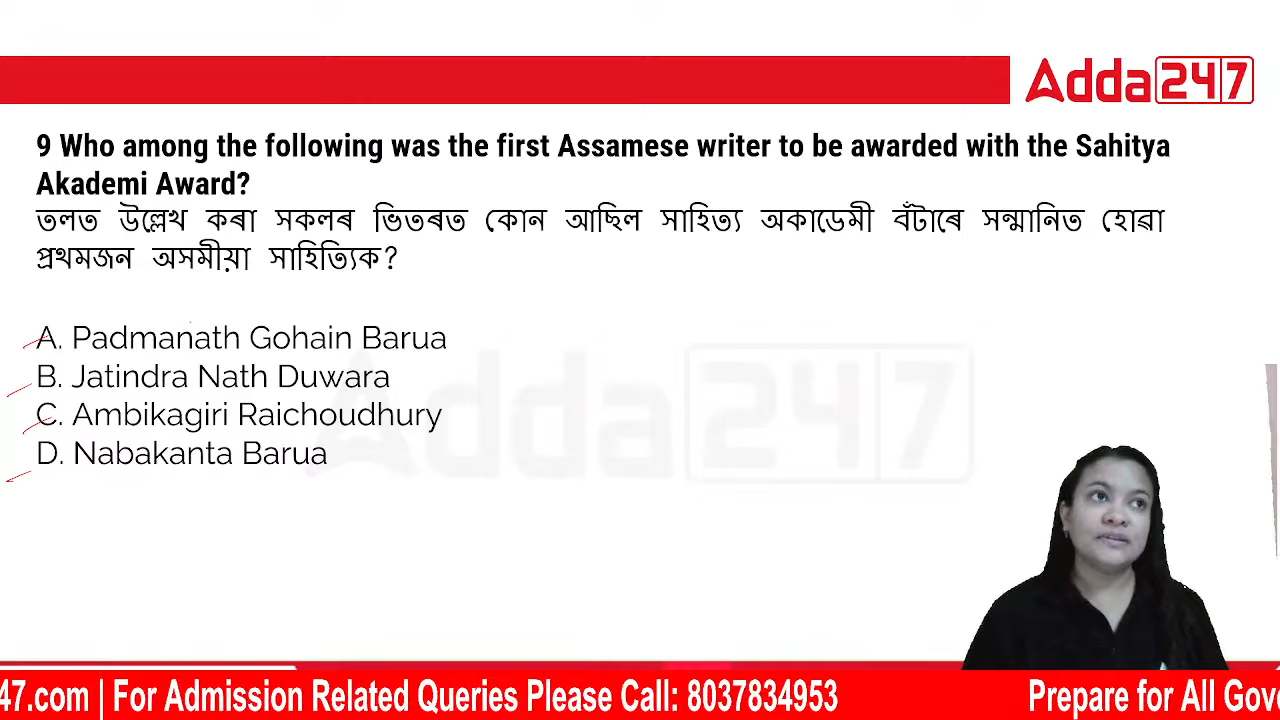 Adda247
9 Who among the following was the first Assamese writer to be awarded with the Sahitya
Akademi Award?
তলত উল্লেখ কৰা সকলৰ ভিতৰত কোন আছিল সাহিত্য অকাডেমী বঁটাৰে সন্মানিত হোৱা
প্ৰথমজন অসমীয়া সাহিত্যিক?
A. Padmanath Gohain Barua
B. Jatindra Nath Duwara
C. Ambikagiri Raichoudhury
D. Nabakanta Barua
Adda247
47.com | For Admission Related Queries Please Call: 8037834953 Prepare for All Gove